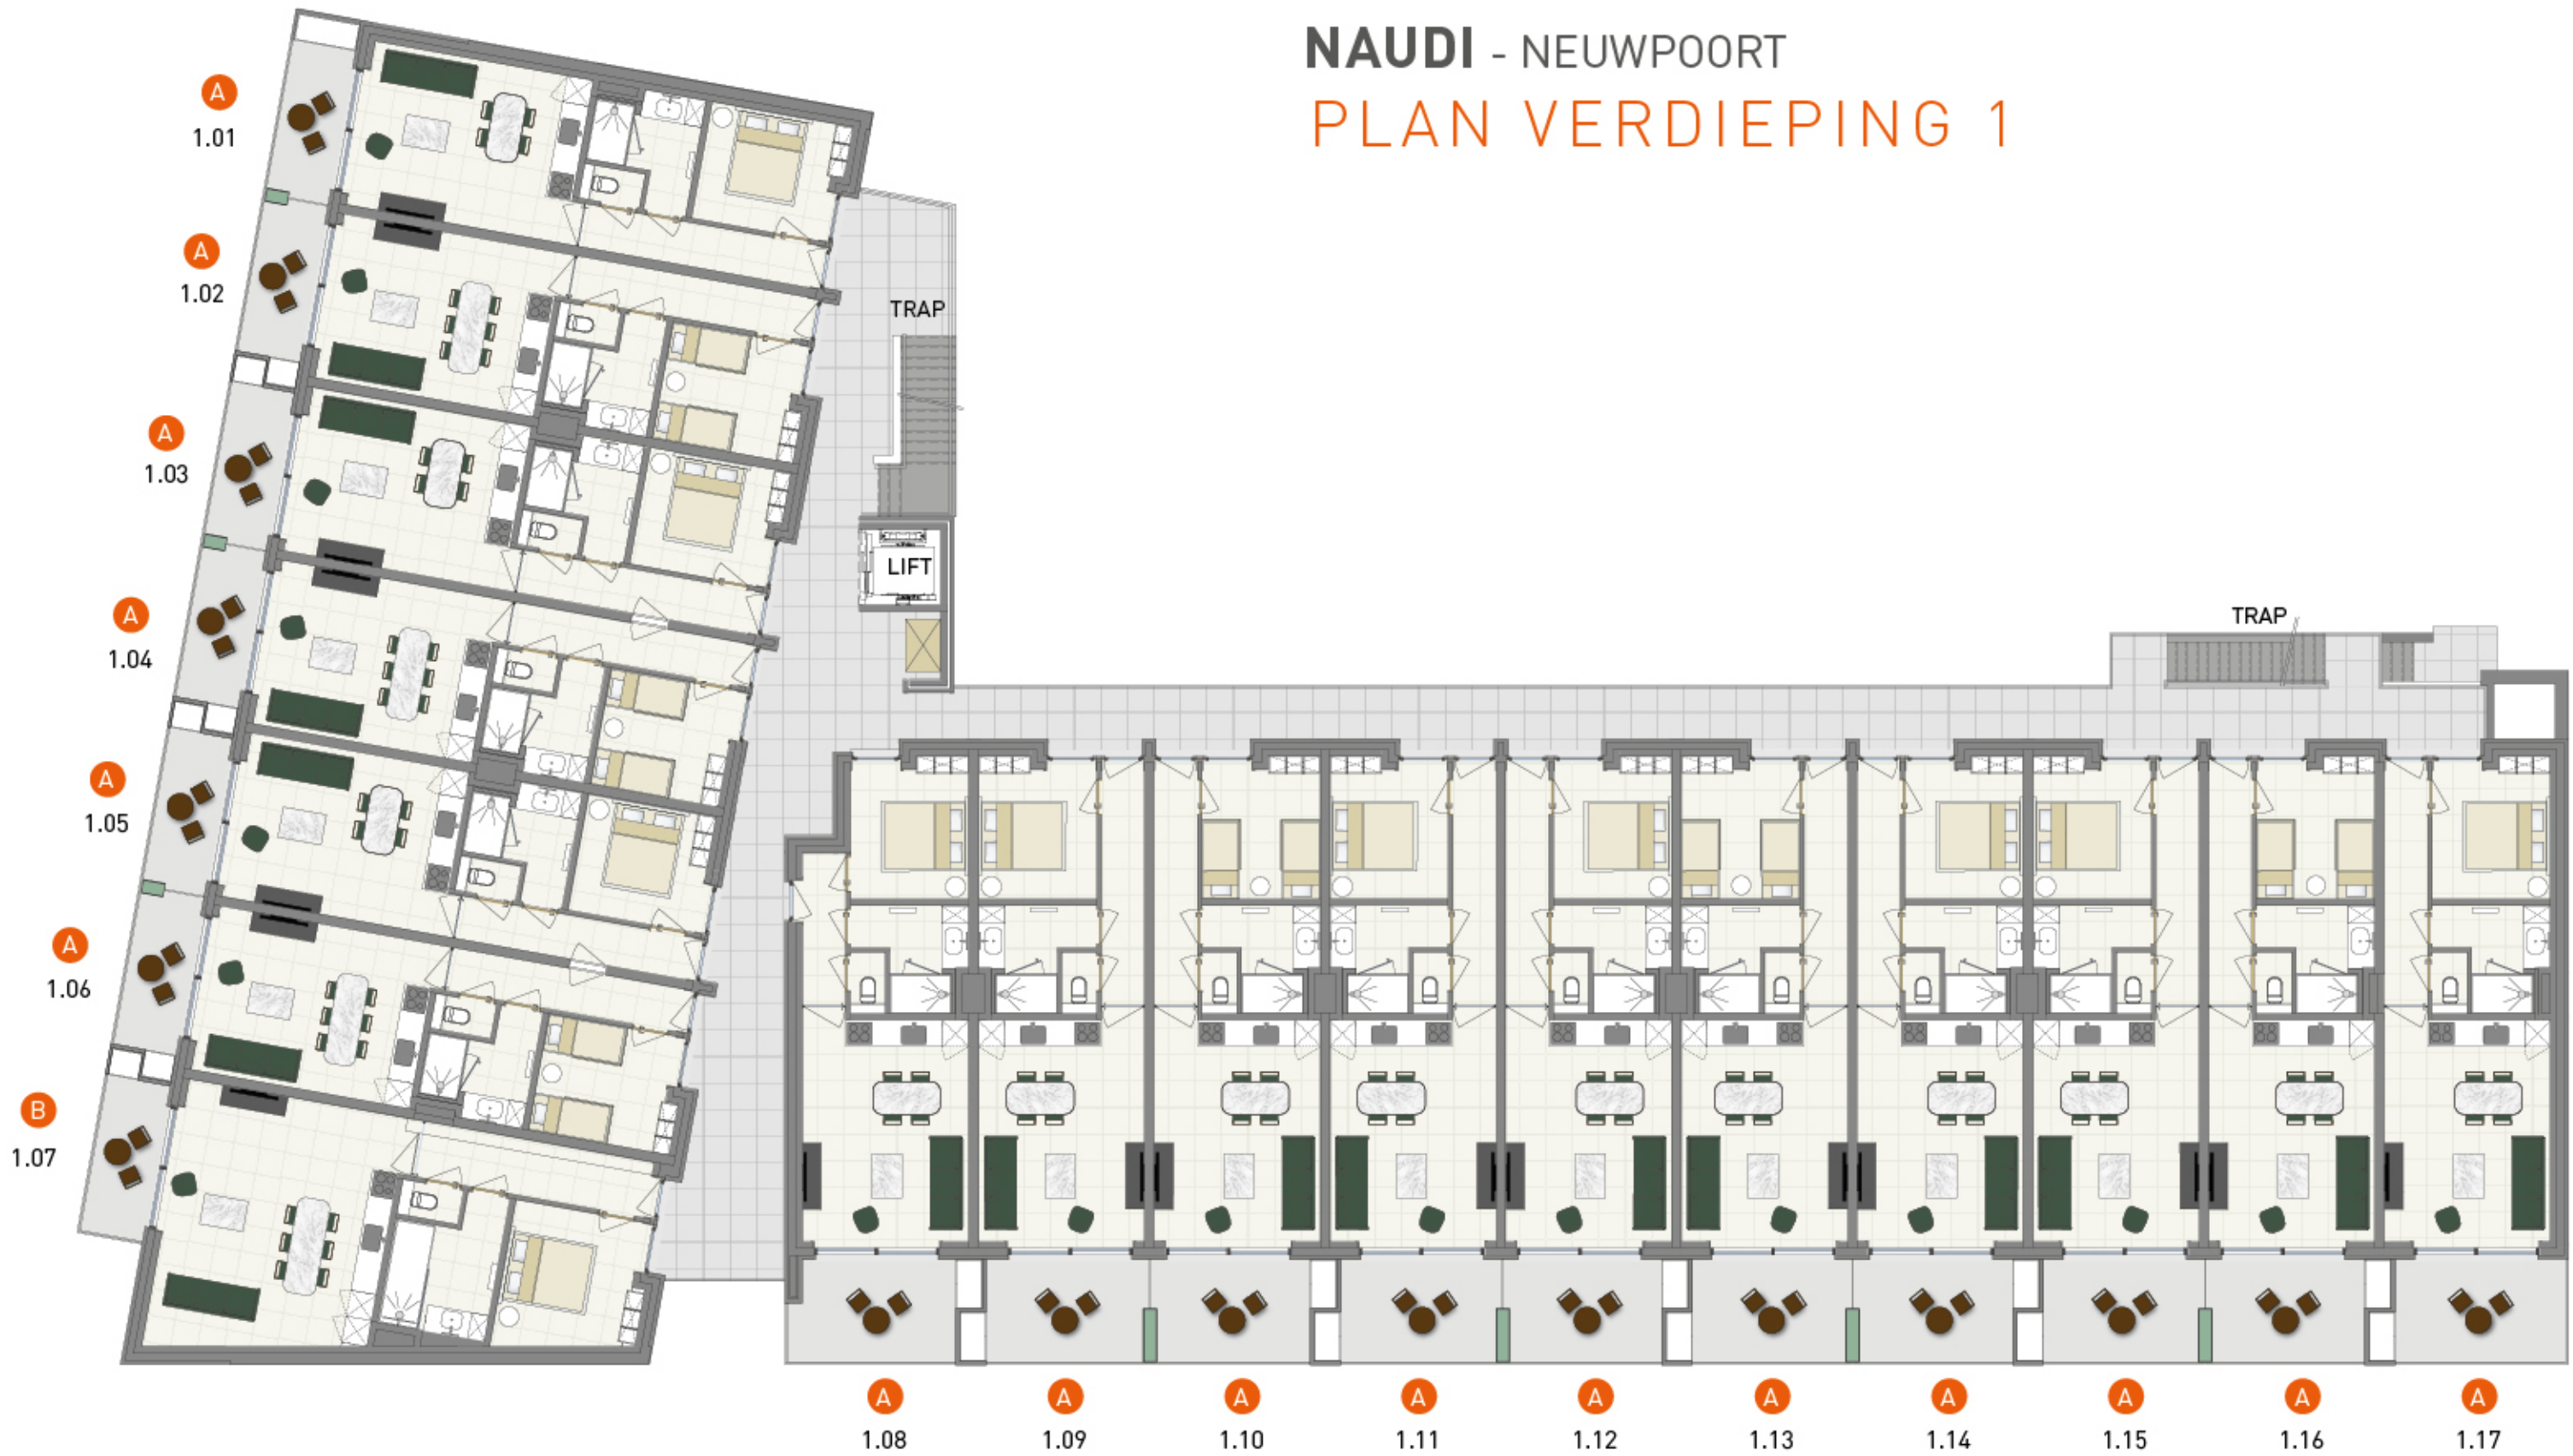 NAUDI - NEUWPOORT
PLAN VERDIEPING 1
A
1.01
A
1.02
TRAP
A
1.03
LIFT
A
1.04
TRAP
A
1.05
A
1.06
B
1.07
A A A A A A A A A A
1.08 1.09 1.10 1.11 1.12 1.13 1.14 1.15 1.16 1.17